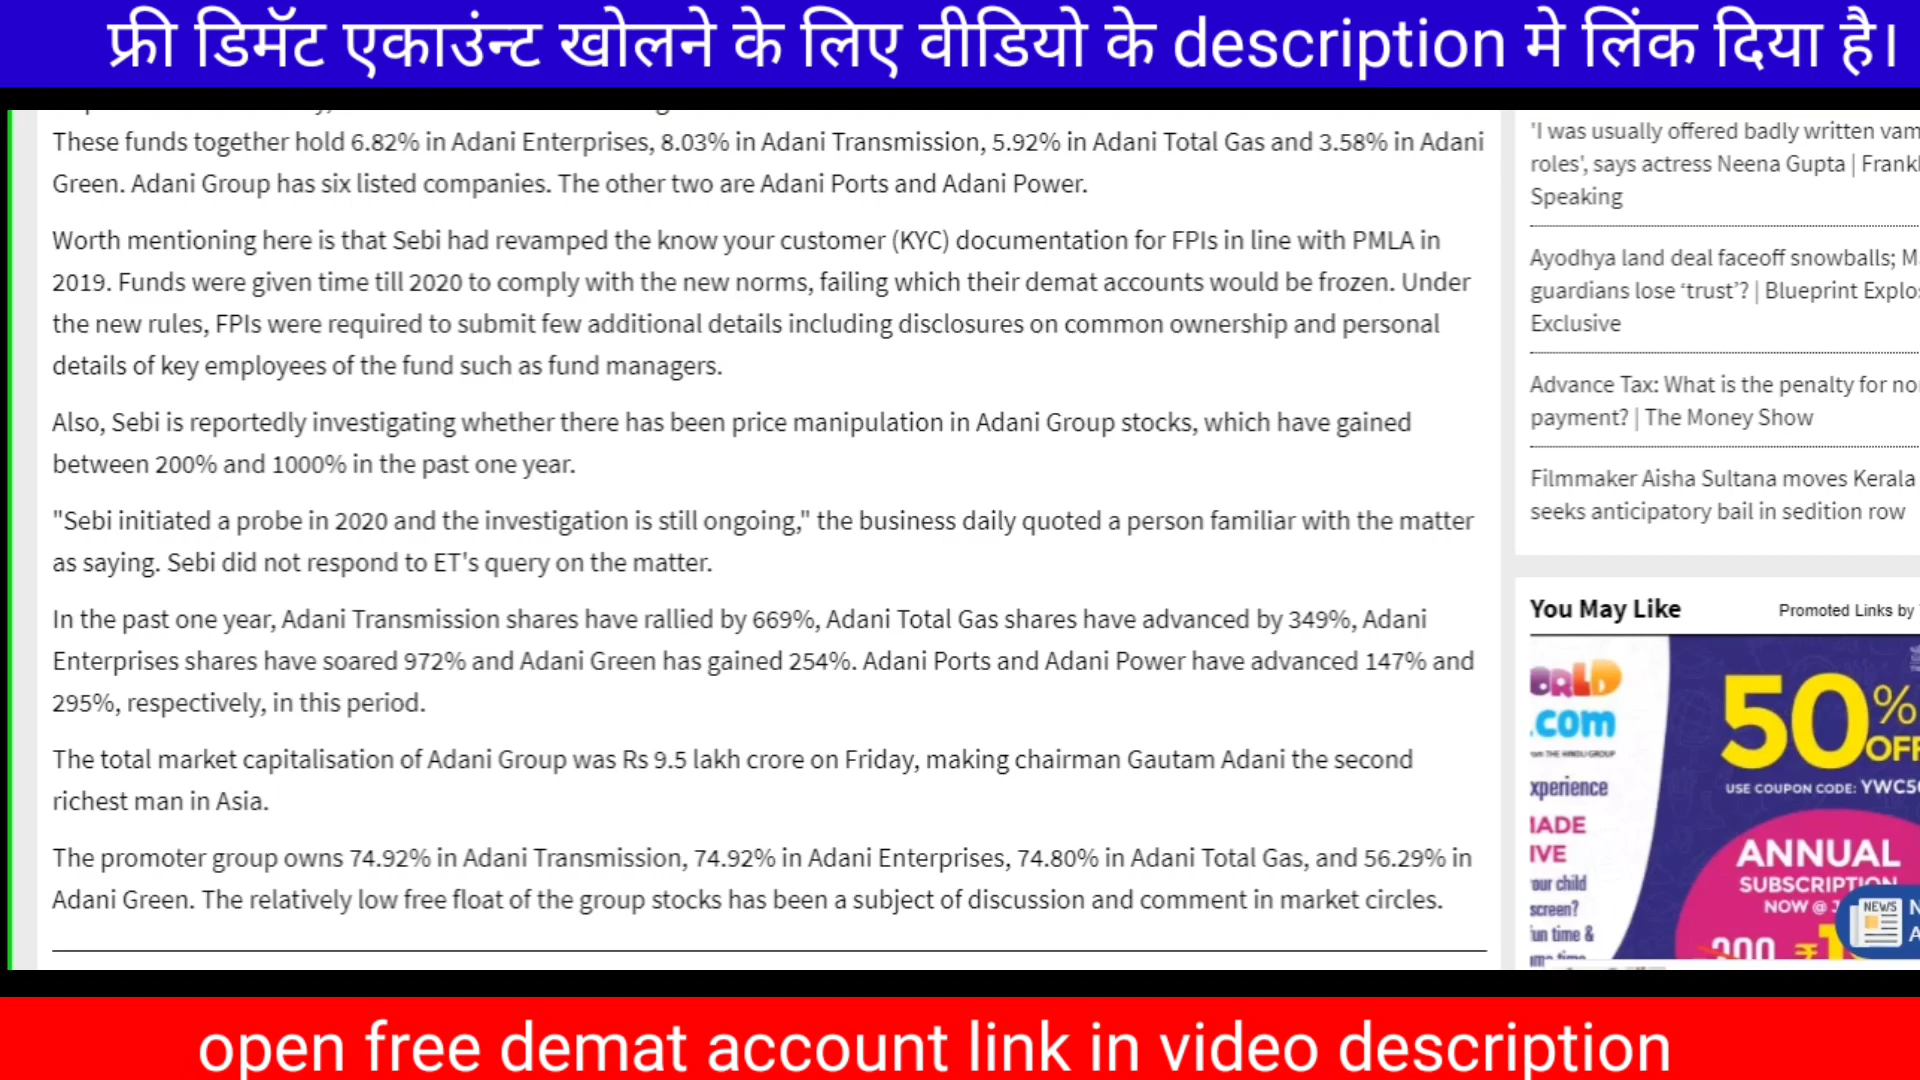 फ्री डिमॅट एकाउंन्ट खोलने के लिए वीडियो के description मे लिंक दिया है।
These funds together hold 6.82% in Adani Enterprises, 8.03% in Adani Transmission, 5.92% in Adani Total Gas and 3.58% in Adani
Green. Adani Group has six listed companies. The other two are Adani Ports and Adani Power.
Worth mentioning here is that Sebi had revamped the know your customer (KYC) documentation for FPIs in line with PMLA in
2019. Funds were given time till 2020 to comply with the new norms, failing which their demat accounts would be frozen. Under
the new rules, FPIs were required to submit few additional details including disclosures on common ownership and personal
details of key employees of the fund such as fund managers.
Also, Sebi is reportedly investigating whether there has been price manipulation in Adani Group stocks, which have gained
between 200% and 1000% in the past one year.
"Sebi initiated a probe in 2020 and the investigation is still ongoing," the business daily quoted a person familiar with the matter
as saying. Sebi did not respond to ET's query on the matter.
In the past one year, Adani Transmission shares have rallied by 669%, Adani Total Gas shares have advanced by 349%, Adani
Enterprises shares have soared 972% and Adani Green has gained 254%. Adani Ports and Adani Power have advanced 147% and
295%, respectively, in this period.
The total market capitalisation of Adani Group was Rs 9.5 lakh crore on Friday, making chairman Gautam Adani the second
richest man in Asia.
The promoter group owns 74.92% in Adani Transmission, 74.92% in Adani Enterprises, 74.80% in Adani Total Gas, and 56.29% in
Adani Green. The relatively low free float of the group stocks has been a subject of discussion and comment in market circles.
'I was usually offered badly written vam
roles', says actress Neena Gupta | Frankl
Speaking
Ayodhya land deal faceoff snowballs; M
guardians lose ‘trust’? | Blueprint Explo
Exclusive
Advance Tax: What is the penalty for no
payment? | The Money Show
Filmmaker Aisha Sultana moves Kerala
seeks anticipatory bail in sedition row
You May Like
Promoted Links by
.com
50%
OFF
USE COUPON CODE: YWC5
xperience
ANNUAL
SUBSCRIPTION
NOW @
our child
screen?
fun time &
NEWS
open free demat account link in video description